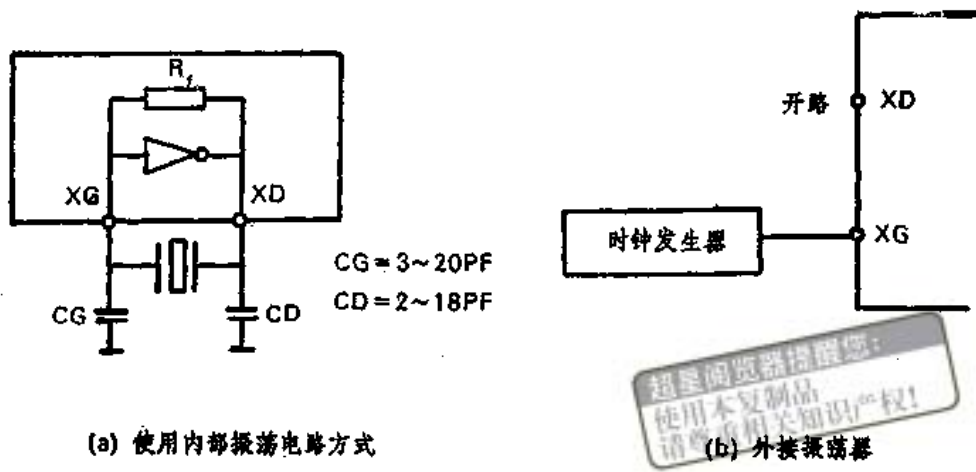 R_f
XG
XD
CG
CD
CG=3~20PF
CD=2~18PF
(a) 使用内部振荡电路方式
开路
XD
时钟发生器
XG
超星阅览器提醒您:
使用本复制品
请尊重相关知识产权!
(b) 外接振荡器